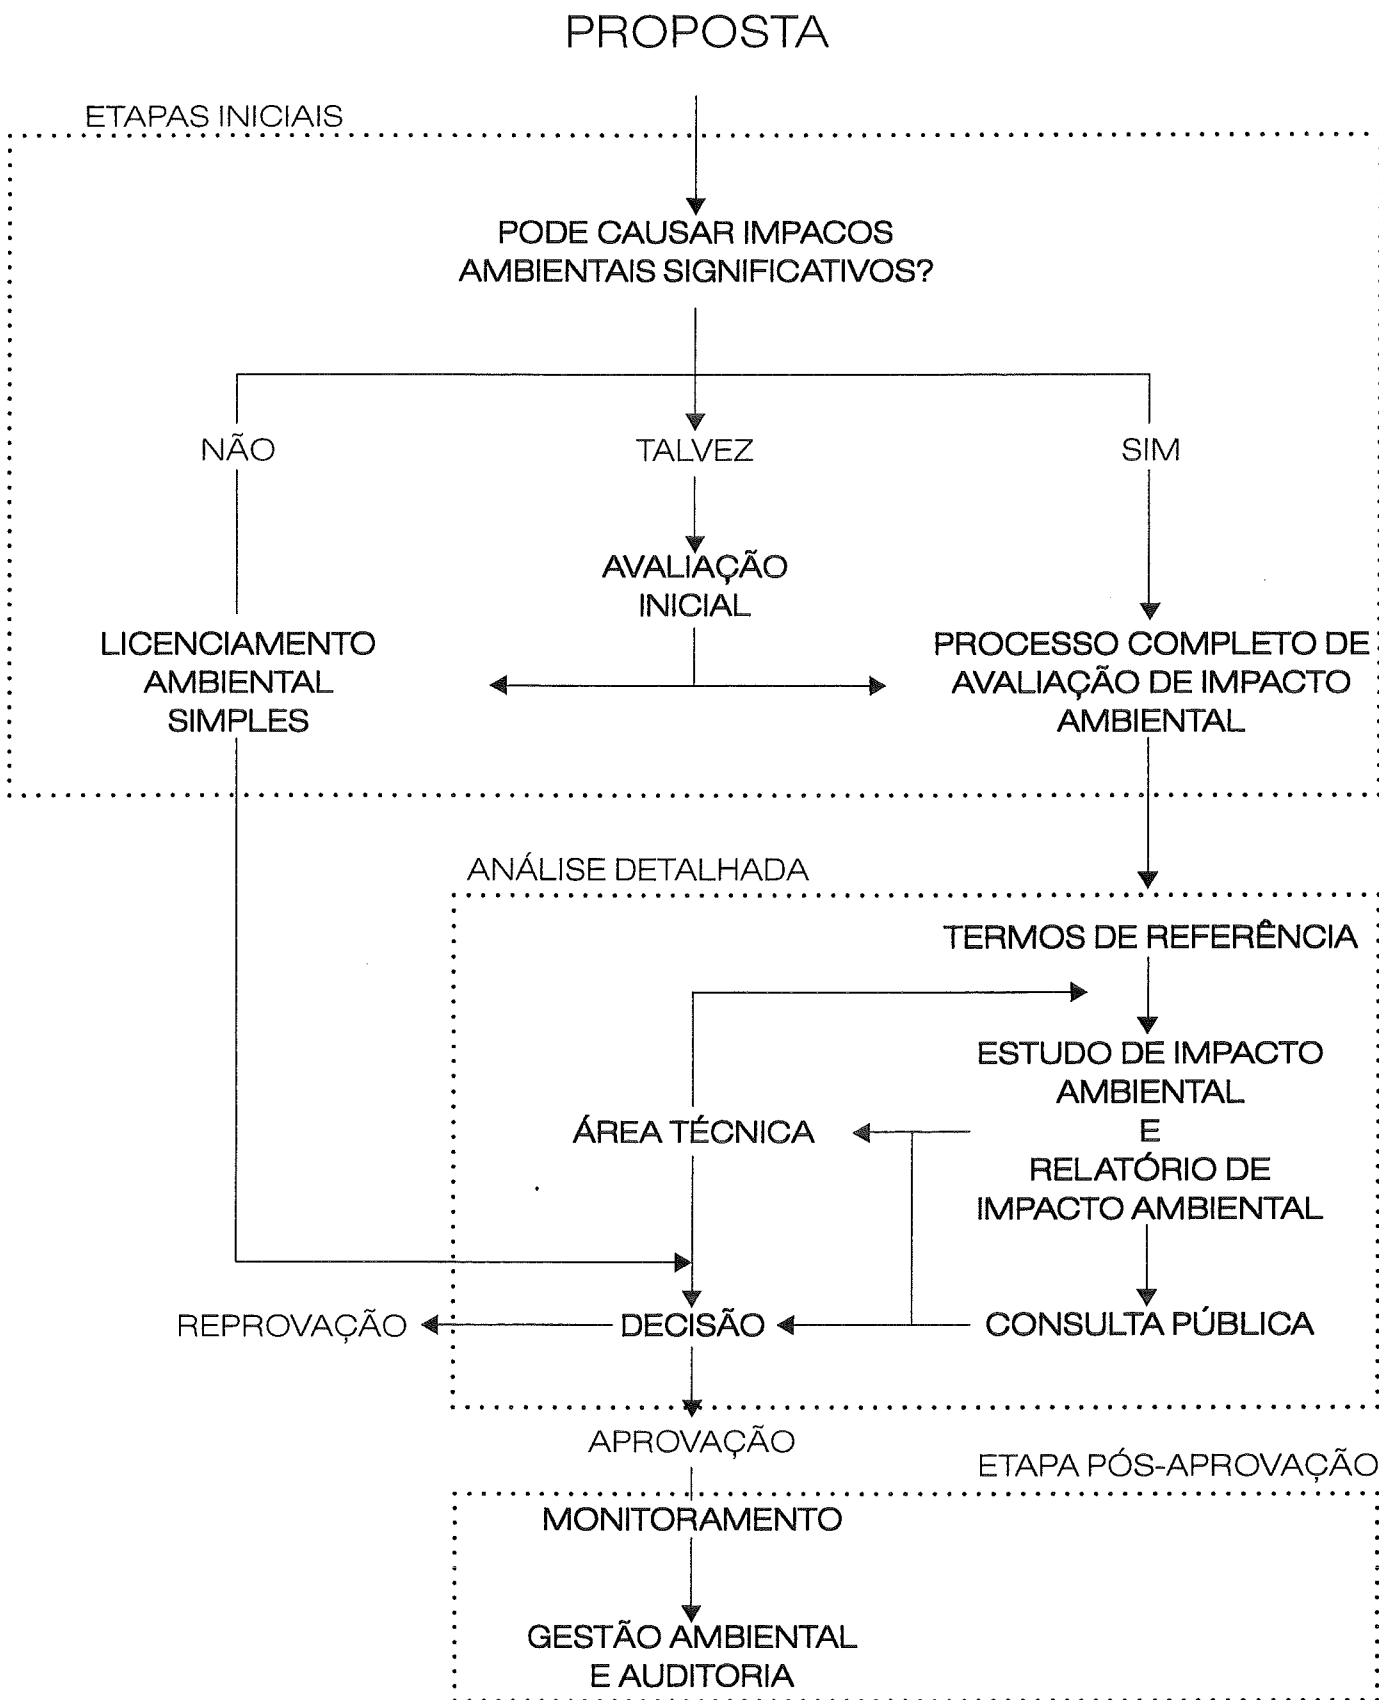 PROPOSTA
ETAPAS INICIAIS
PODE CAUSAR IMPACOS
AMBIENTAIS SIGNIFICATIVOS?
NÃO
TALVEZ
SIM
AVALIAÇÃO
INICIAL
LICENCIAMENTO
AMBIENTAL
SIMPLES
PROCESSO COMPLETO DE
AVALIAÇÃO DE IMPACTO
AMBIENTAL
ANÁLISE DETALHADA
TERMOS DE REFERÊNCIA
ESTUDO DE IMPACTO
AMBIENTAL
E
RELATÓRIO DE
IMPACTO AMBIENTAL
ÁREA TÉCNICA
REPROVAÇÃO
DECISÃO
CONSULTA PÚBLICA
APROVAÇÃO
ETAPA PÓS-APROVAÇÃO
MONITORAMENTO
GESTÃO AMBIENTAL
E AUDITORIA